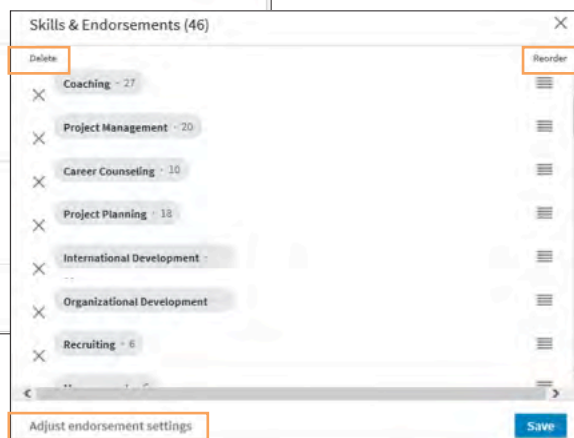 Skills & Endorsements (46)
Delete Reorder
Coaching · 27
Project Management · 20
Career Counseling · 10
Project Planning · 18
International Development ·
Organizational Development
Recruiting · 6
Adjust endorsement settings Save